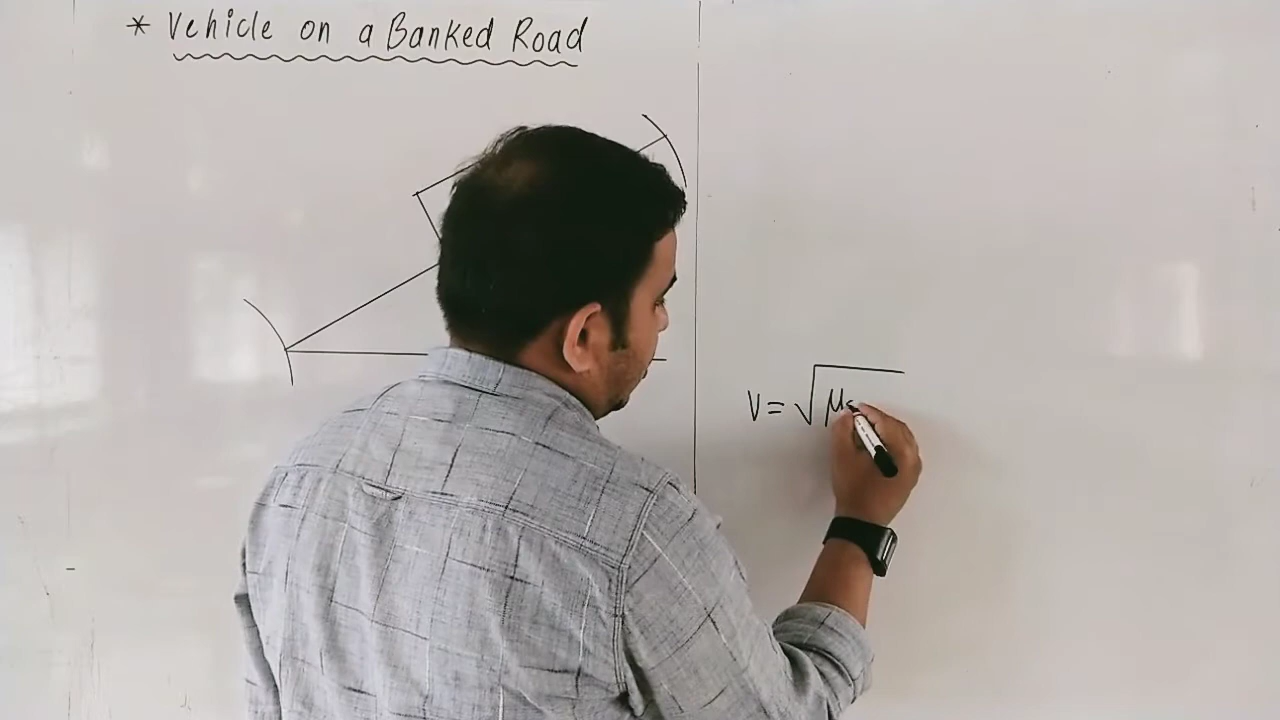 * Vehicle on a Banked Road
V = √μs